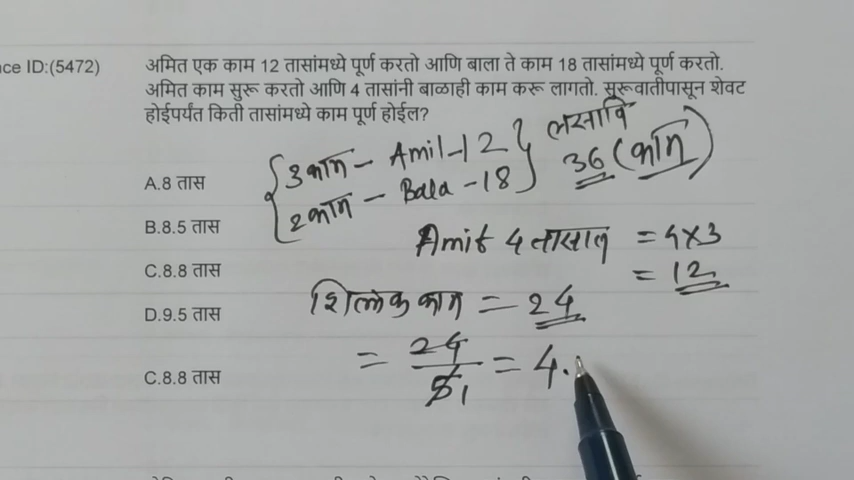 ce ID:(5472)
अमित एक काम 12 तासांमध्ये पूर्ण करतो आणि बाला ते काम 18 तासांमध्ये पूर्ण करतो.
अमित काम सुरू करतो आणि 4 तासांनी बाळाही काम करू लागतो. सुरूवातीपासून शेवट
होईपर्यंत किती तासांमध्ये काम पूर्ण होईल?
लसावि
3 काम - Amit - 12
36 (काम)
A.8 तास
2 काम - Bala - 18
B.8.5 तास
Amit 4 तासात = 4×3
C.8.8 तास
= 12
शिल्लक काम = 24
D.9.5 तास
= 24/5 = 4.
C.8.8 तास